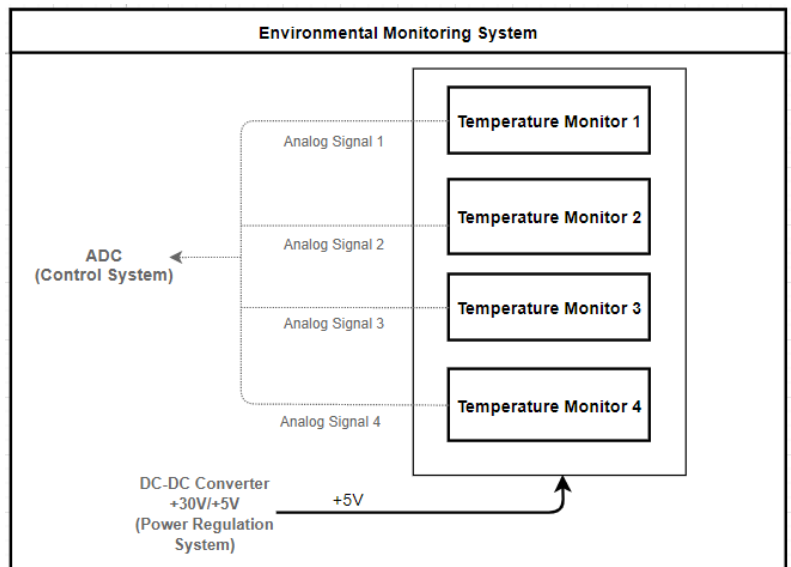 Environmental Monitoring System
Temperature Monitor 1
Analog Signal 1
Temperature Monitor 2
Analog Signal 2
ADC
(Control System)
Temperature Monitor 3
Analog Signal 3
Temperature Monitor 4
Analog Signal 4
DC-DC Converter
+30V/+5V
(Power Regulation
System)
+5V